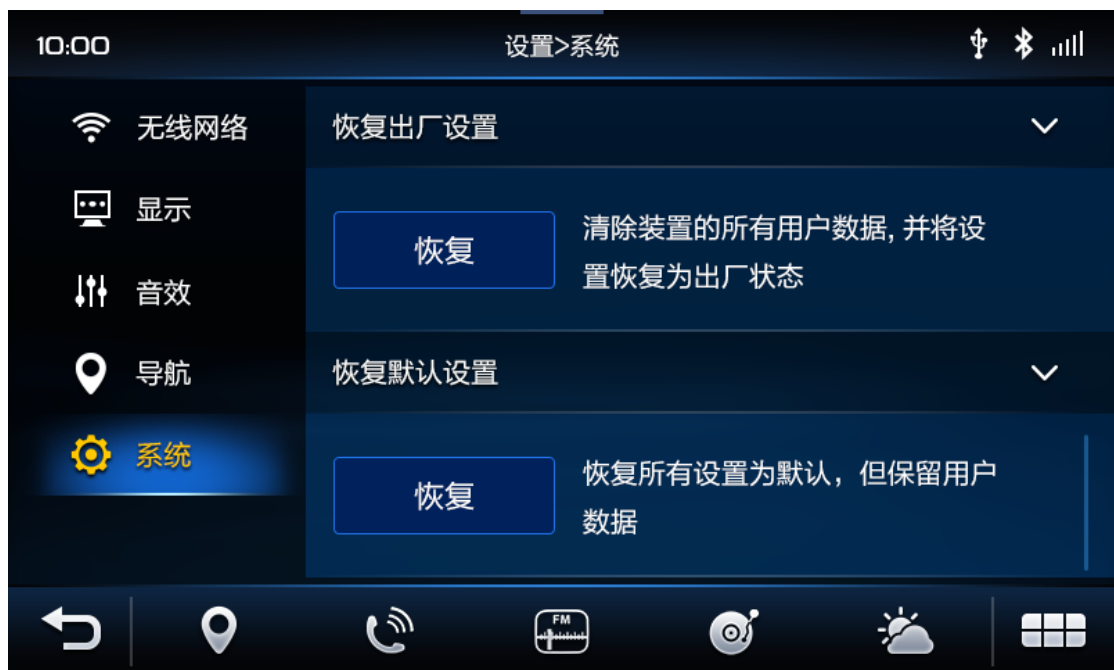 10:00
设置>系统
无线网络
恢复出厂设置
显示
恢复
清除装置的所有用户数据, 并将设
置恢复为出厂状态
音效
导航
恢复默认设置
系统
恢复
恢复所有设置为默认，但保留用户
数据
FM